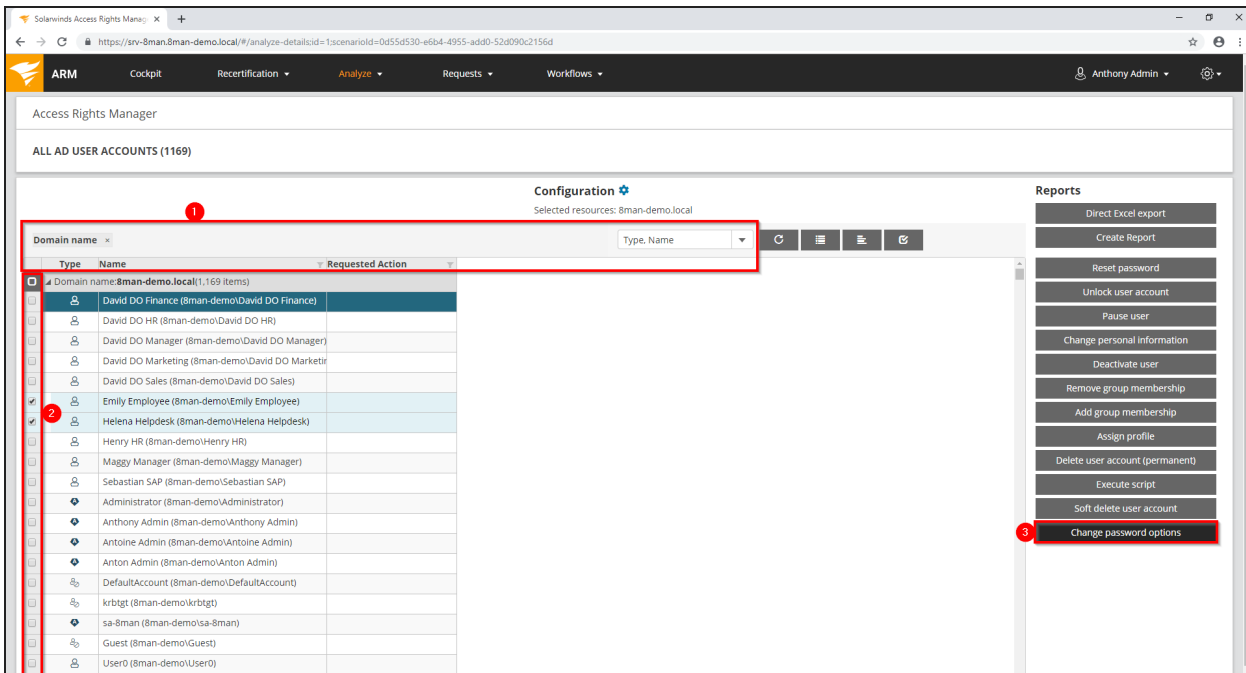 Solarwinds Access Rights Manag
https://srv-8man.8man-demo.local/#/analyze-details;id=1;scenarioId=0d55d530-e6b4-4955-add0-52d090c2156d
ARM Cockpit Recertification Analyze Requests Workflows Anthony Admin
Access Rights Manager
ALL AD USER ACCOUNTS (1169)
Configuration
Selected resources: 8man-demo.local
Reports
1
Direct Excel export
Domain name × Type, Name
Create Report
Type Name Requested Action
Reset password
Domain name:8man-demo.local(1,169 items)
Unlock user account
David DO Finance (8man-demo\David DO Finance)
Pause user
David DO HR (8man-demo\David DO HR)
Change personal information
David DO Manager (8man-demo\David DO Manager)
Deactivate user
David DO Marketing (8man-demo\David DO Marketin
Remove group membership
David DO Sales (8man-demo\David DO Sales)
Emily Employee (8man-demo\Emily Employee)
Add group membership
2
Helena Helpdesk (8man-demo\Helena Helpdesk)
Assign profile
Henry HR (8man-demo\Henry HR)
Delete user account (permanent)
Maggy Manager (8man-demo\Maggy Manager)
Execute script
Sebastian SAP (8man-demo\Sebastian SAP)
Soft delete user account
Administrator (8man-demo\Administrator)
3 Change password options
Anthony Admin (8man-demo\Anthony Admin)
Antoine Admin (8man-demo\Antoine Admin)
Anton Admin (8man-demo\Anton Admin)
DefaultAccount (8man-demo\DefaultAccount)
krbtgt (8man-demo\krbtgt)
sa-8man (8man-demo\sa-8man)
Guest (8man-demo\Guest)
User0 (8man-demo\User0)